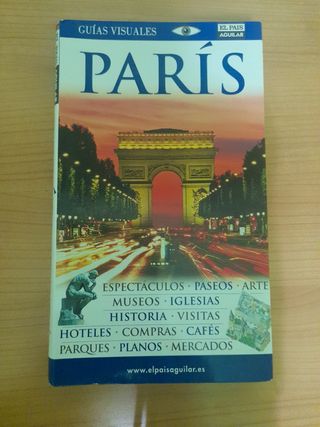 GUÍAS VISUALES
EL PAIS
AGUILAR
PARÍS
ESPECTÁCULOS · PASEOS · ARTE
MUSEOS · IGLESIAS
HISTORIA · VISITAS
HOTELES · COMPRAS · CAFÉS
PARQUES · PLANOS · MERCADOS
www.elpaisaguilar.es